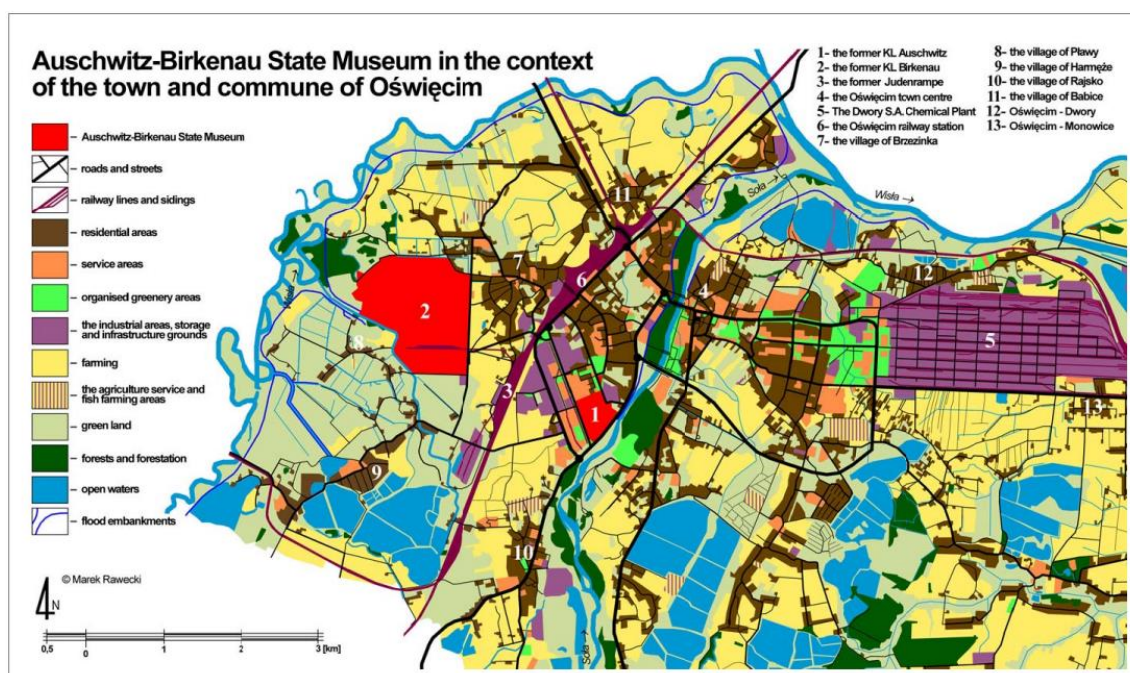 Auschwitz-Birkenau State Museum in the context
of the town and commune of Oświęcim
– Auschwitz-Birkenau State Museum
– roads and streets
– railway lines and sidings
– residential areas
– service areas
– organised greenery areas
– the industrial areas, storage
and infrastructure grounds
– farming
– the agriculture service and
fish farming areas
– green land
– forests and forestation
– open waters
– flood embankments
© Marek Rawecki
N
0,5 0 1 2 3 [km]
1- the former KL Auschwitz
2- the former KL Birkenau
3- the former Judenrampe
4- the Oświęcim town centre
5- The Dwory S.A. Chemical Plant
6- the Oświęcim railway station
7- the village of Brzezinka
8- the village of Pławy
9- the village of Harmęże
10- the village of Rajsko
11- the village of Babice
12- Oświęcim - Dwory
13- Oświęcim - Monowice
11
Soła →
Wisła →
7
6
12
4
Wisła →
2
8
5
3
1
13
9
10
Soła →